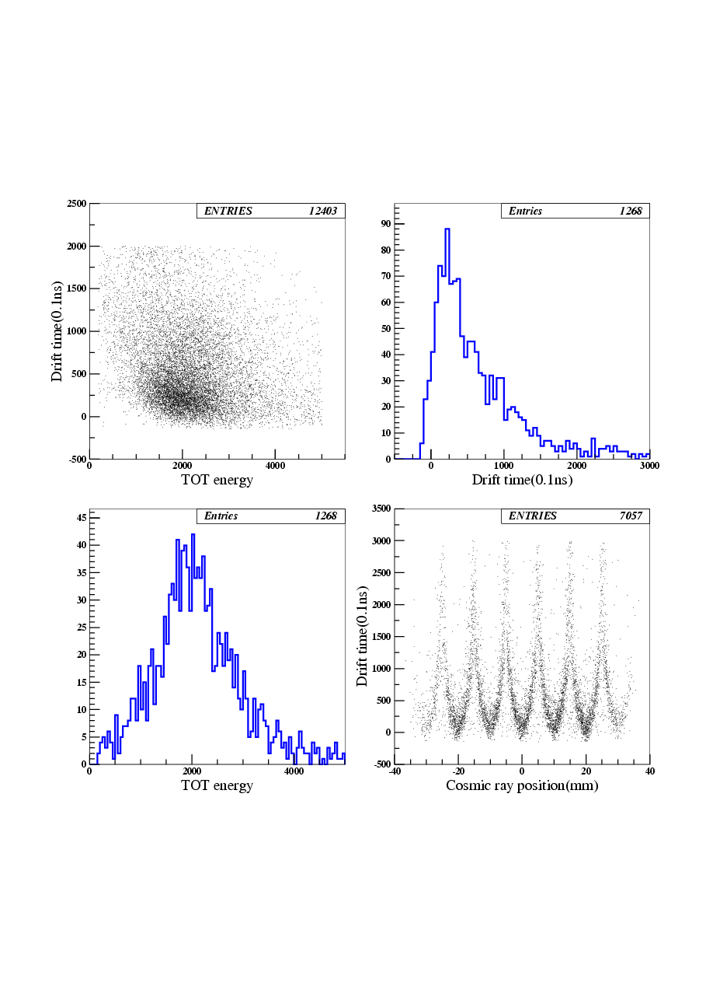 ENTRIES 12403
2500
2000
1500
1000
500
0
-500
Drift time(0.1ns)
0 2000 4000
TOT energy
Entries 1268
90
80
70
60
50
40
30
20
10
0
0 1000 2000 3000
Drift time(0.1ns)
Entries 1268
45
40
35
30
25
20
15
10
5
0
0 2000 4000
TOT energy
ENTRIES 7057
3500
3000
2500
2000
1500
1000
500
0
-500
Drift time(0.1ns)
-40 -20 0 20 40
Cosmic ray position(mm)